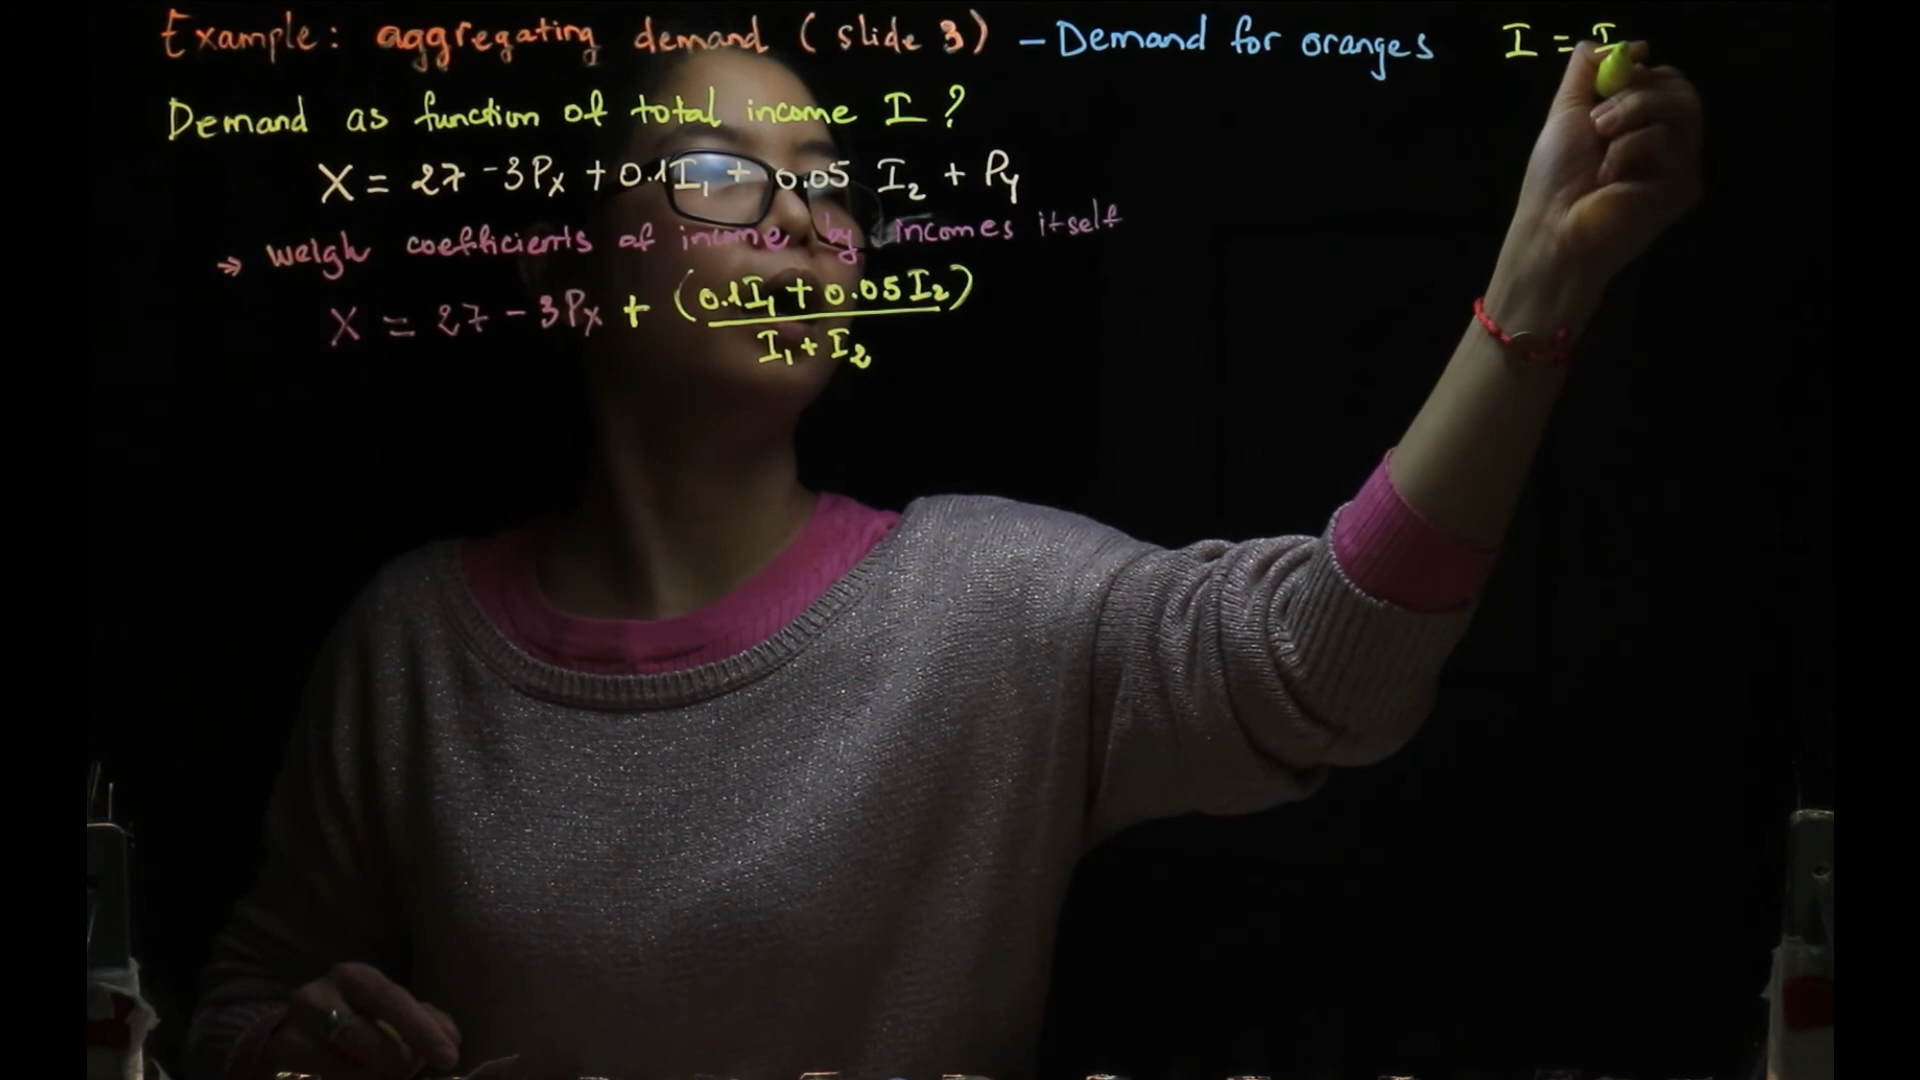 Example: aggregating demand (slide 3) – Demand for oranges I = I
Demand as function of total income I?
X = 27 - 3Px + 0.1I₁ + 0.05 I₂ + Py
→ weigh coefficients of income by incomes itself
X = 27 - 3Px + (0.1I₁ + 0.05I₂)
I₁ + I₂